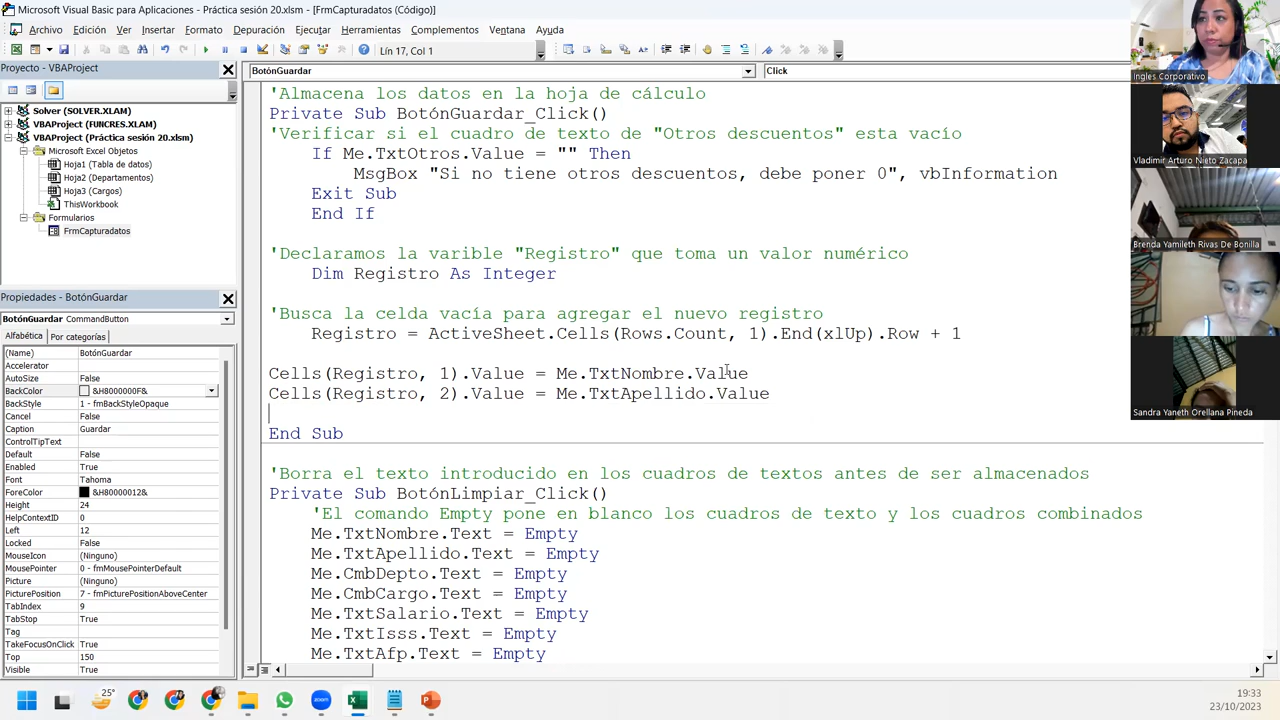 Microsoft Visual Basic para Aplicaciones - Práctica sesión 20.xlsm - [FrmCapturadatos (Código)]
Archivo Edición Ver Insertar Formato Depuración Ejecutar Herramientas Complementos Ventana Ayuda
Lín 17, Col 1
Proyecto - VBAProject
Solver (SOLVER.XLAM)
VBAProject (FUNCRES.XLAM)
VBAProject (Práctica sesión 20.xlsm)
Microsoft Excel Objetos
Hoja1 (Tabla de datos)
Hoja2 (Departamentos)
Hoja3 (Cargos)
ThisWorkbook
Formularios
FrmCapturadatos
Propiedades - BotónGuardar
BotónGuardar CommandButton
Alfabética Por categorías
(Name) BotónGuardar
Accelerator
AutoSize False
BackColor &H8000000F&
BackStyle 1 - fmBackStyleOpaque
Cancel False
Caption Guardar
ControlTipText
Default False
Enabled True
Font Tahoma
ForeColor &H80000012&
Height 24
HelpContextID 0
Left 12
Locked False
MouseIcon (Ninguno)
MousePointer 0 - fmMousePointerDefault
Picture (Ninguno)
PicturePosition 7 - fmPicturePositionAboveCenter
TabIndex 9
TabStop True
Tag
TakeFocusOnClick True
Top 150
Visible True
BotónGuardar Click
'Almacena los datos en la hoja de cálculo
Private Sub BotónGuardar_Click()
'Verificar si el cuadro de texto de "Otros descuentos" esta vacío
If Me.TxtOtros.Value = "" Then
MsgBox "Si no tiene otros descuentos, debe poner 0", vbInformation
Exit Sub
End If
'Declaramos la varible "Registro" que toma un valor numérico
Dim Registro As Integer
'Busca la celda vacía para agregar el nuevo registro
Registro = ActiveSheet.Cells(Rows.Count, 1).End(xlUp).Row + 1
Cells(Registro, 1).Value = Me.TxtNombre.Value
Cells(Registro, 2).Value = Me.TxtApellido.Value
End Sub
'Borra el texto introducido en los cuadros de textos antes de ser almacenados
Private Sub BotónLimpiar_Click()
'El comando Empty pone en blanco los cuadros de texto y los cuadros combinados
Me.TxtNombre.Text = Empty
Me.TxtApellido.Text = Empty
Me.CmbDepto.Text = Empty
Me.CmbCargo.Text = Empty
Me.TxtSalario.Text = Empty
Me.TxtIsss.Text = Empty
Me.TxtAfp.Text = Empty
Ingles Corporativo
Vladimir Arturo Nieto Zacapa
Brenda Yamileth Rivas De Bonilla
Sandra Yaneth Orellana Pineda
25°
zoom
19:33
23/10/2023